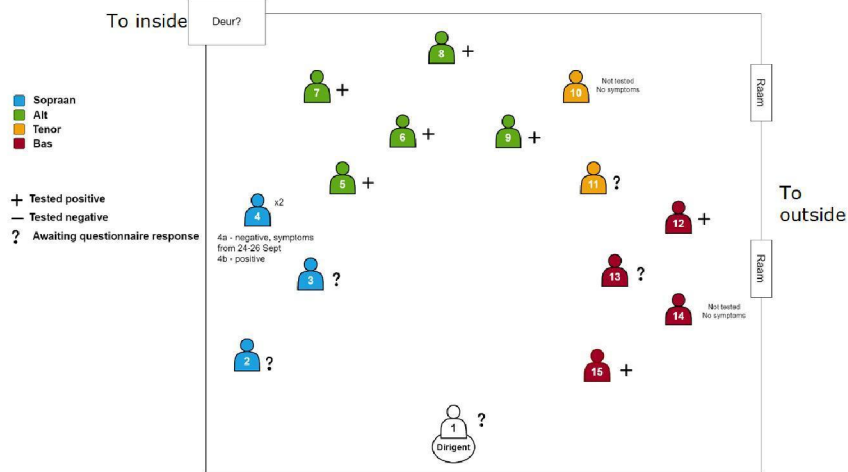 To inside
Deur?
8 +
7 +
10
Not tested
No symptoms
Raam
Sopraan
Alt
Tenor
Bas
6 +
9 +
5 +
11 ?
+ Tested positive
— Tested negative
? Awaiting questionnaire response
4
x2
4a - negative, symptoms
from 24-26 Sept
4b - positive
12 +
To
outside
3 ?
13 ?
Raam
14
Not tested
No symptoms
2 ?
15 +
1 ?
Dirigent